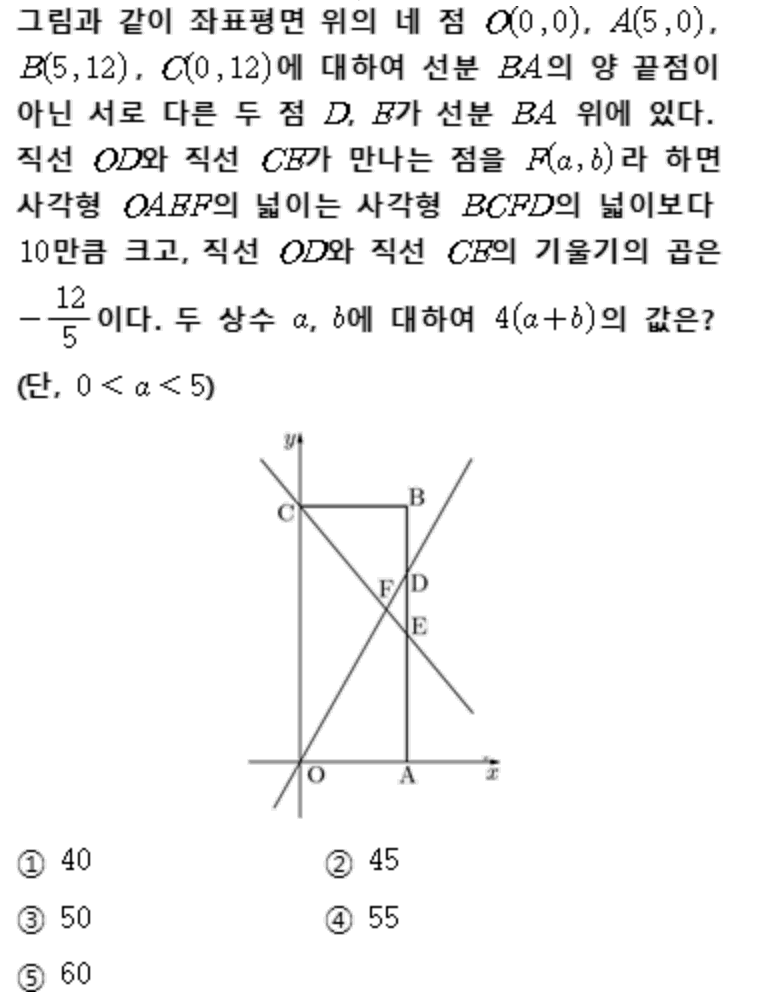 그림과 같이 좌표평면 위의 네 점 O(0,0), A(5,0),
B(5,12), C(0,12)에 대하여 선분 BA의 양 끝점이
아닌 서로 다른 두 점 D, E가 선분 BA 위에 있다.
직선 OD와 직선 CE가 만나는 점을 F(a,b)라 하면
사각형 OAEF의 넓이는 사각형 BCFD의 넓이보다
10만큼 크고, 직선 OD와 직선 CE의 기울기의 곱은
-12/5이다. 두 상수 a, b에 대하여 4(a+b)의 값은?
(단, 0<a<5)
y
C
B
F
D
E
O
A
x
① 40
② 45
③ 50
④ 55
⑤ 60